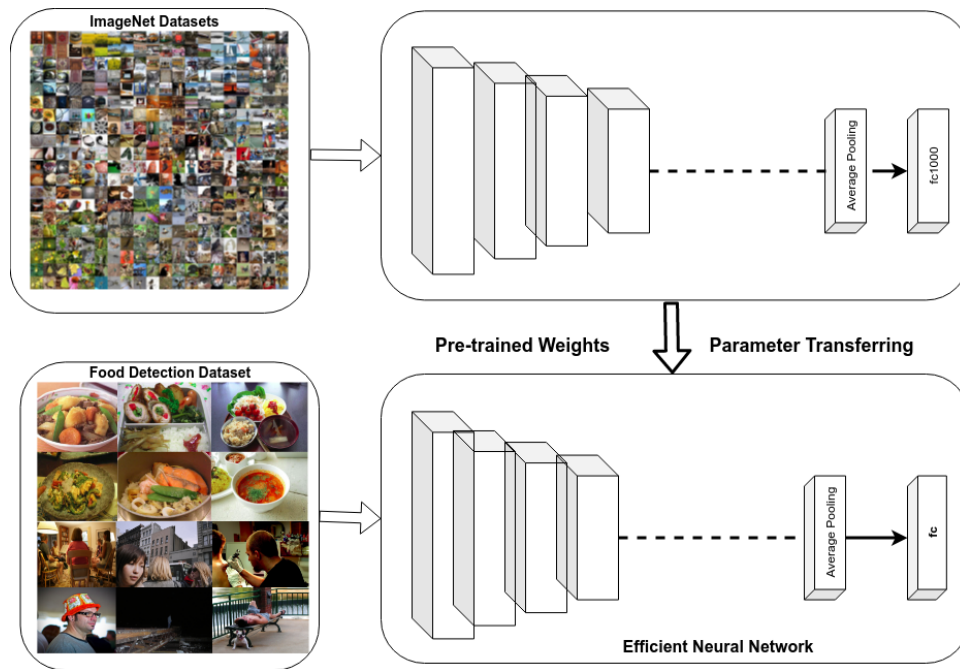 ImageNet Datasets
Average Pooling
fc1000
Pre-trained Weights
Parameter Transferring
Food Detection Dataset
Average Pooling
fc
Efficient Neural Network